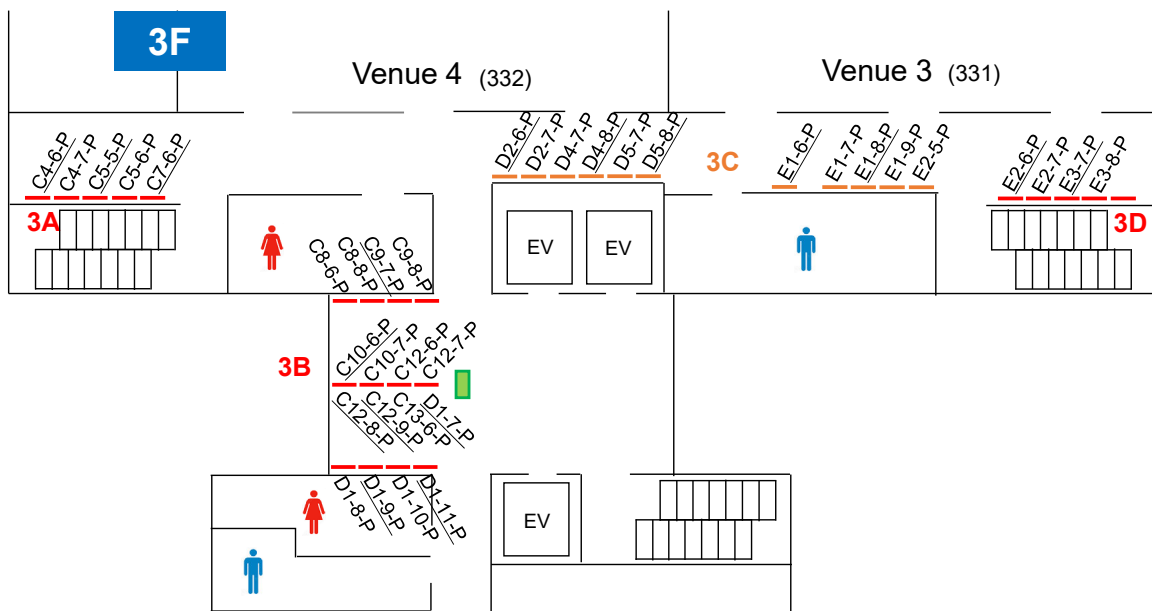 3F
Venue 4 (332)
Venue 3 (331)
C4-6-P
C4-7-P
C5-5-P
C5-6-P
C7-6-P
D2-6-P
D2-7-P
D4-7-P
D4-8-P
D5-7-P
D5-8-P
3C
E1-6-P
E1-7-P
E1-8-P
E1-9-P
E2-5-P
E2-6-P
E2-7-P
E3-7-P
E3-8-P
3A
3D
EV
EV
C8-6-P
C8-8-P
C9-7-P
C9-8-P
3B
C10-6-P
C10-7-P
C12-6-P
C12-7-P
C12-8-P
C12-9-P
C13-6-P
D1-7-P
D1-8-P
D1-9-P
D1-10-P
D1-11-P
EV